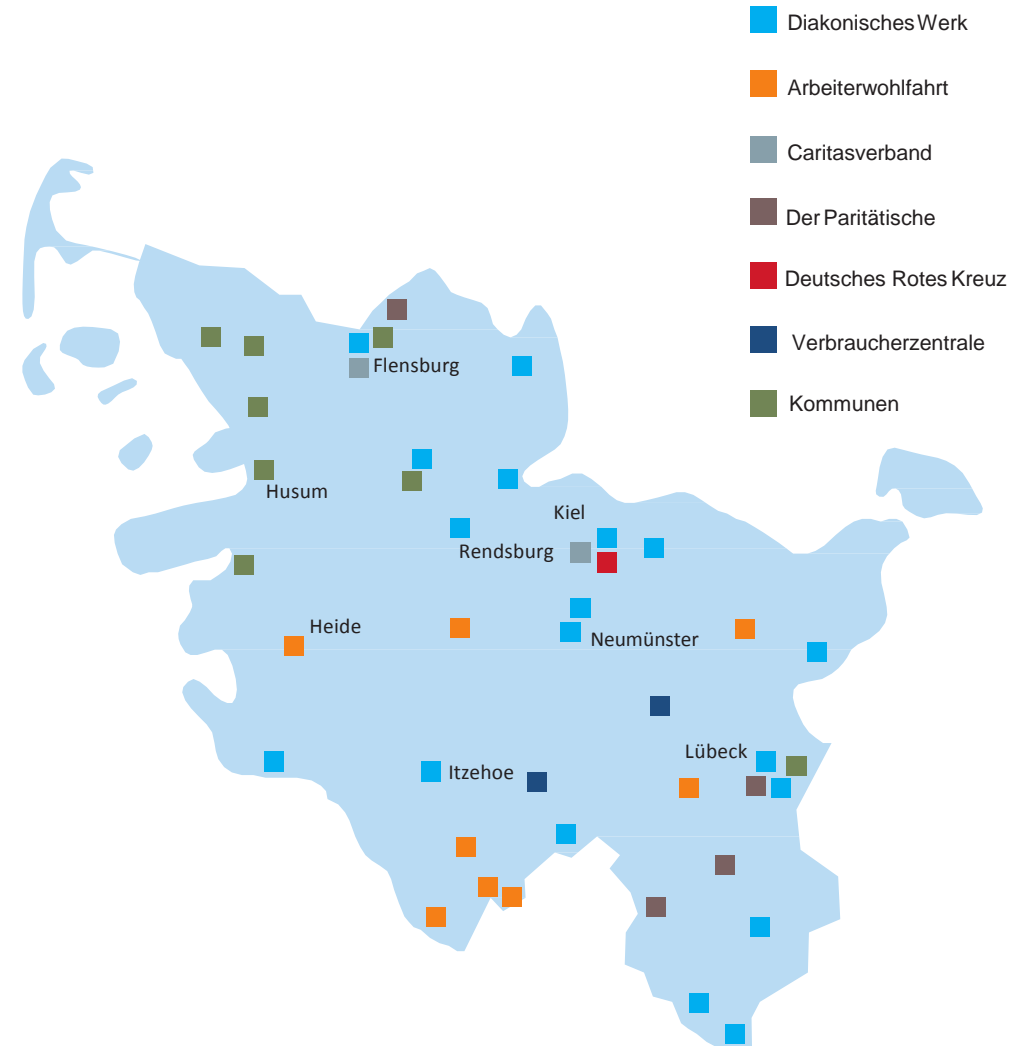 Diakonisches Werk
Arbeiterwohlfahrt
Caritasverband
Der Paritätische
Deutsches Rotes Kreuz
Verbraucherzentrale
Flensburg
Kommunen
Husum
Kiel
Rendsburg
Heide
Neumünster
Lübeck
Itzehoe